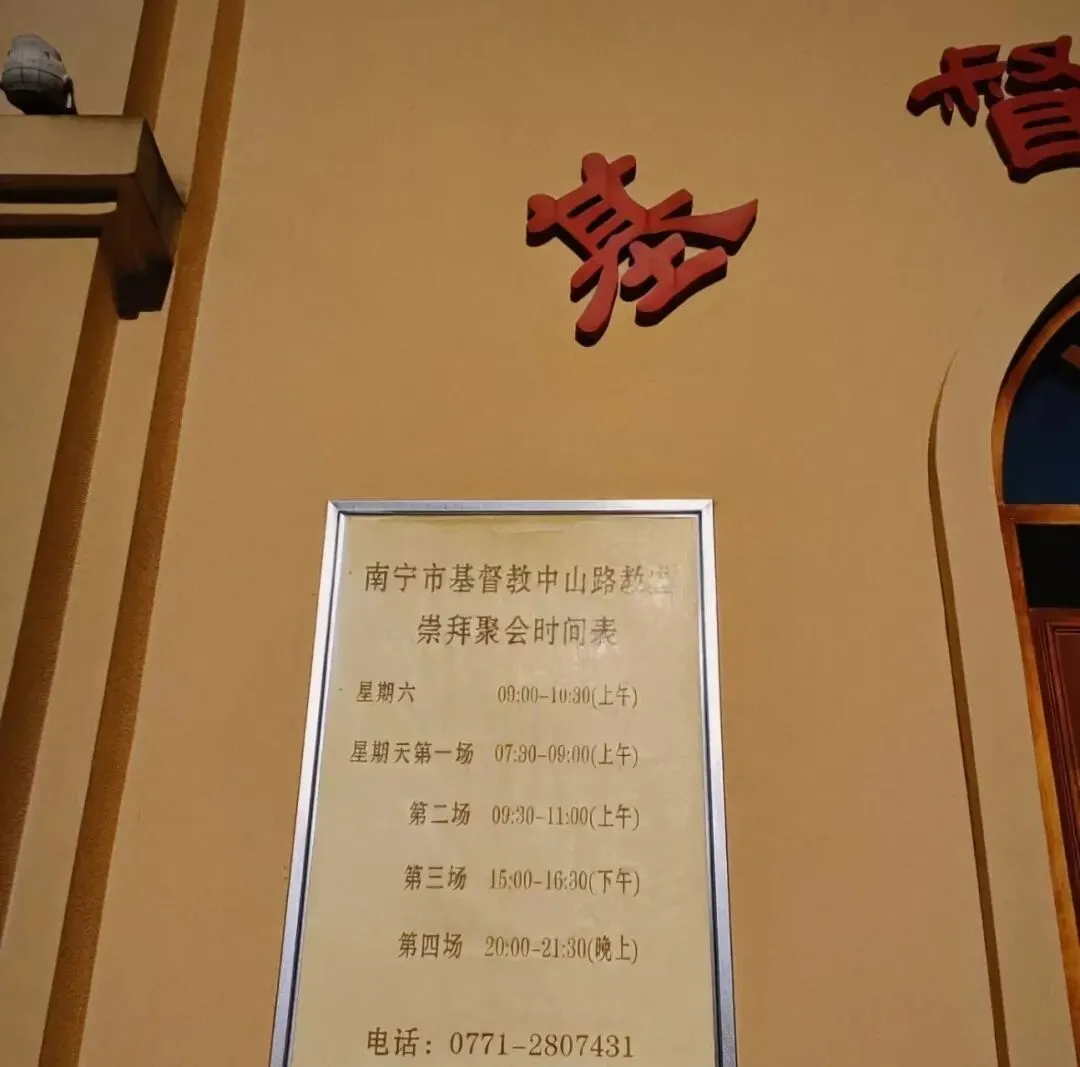 基督
南宁市基督教中山路教堂
崇拜聚会时间表
星期六 09:00-10:30(上午)
星期天第一场 07:30-09:00(上午)
第二场 09:30-11:00(上午)
第三场 15:00-16:30(下午)
第四场 20:00-21:30(晚上)
电话：0771-2807431